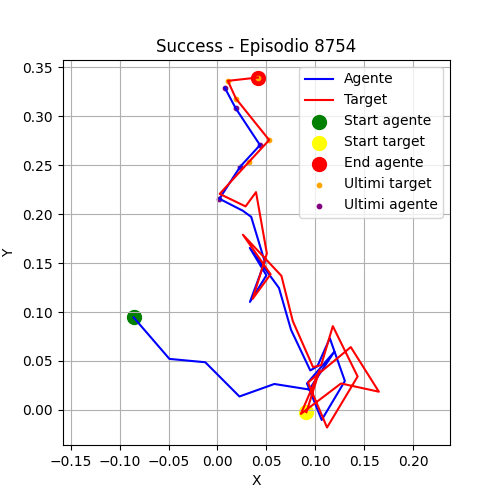 Success - Episodio 8754
Agente
Target
Start agente
Start target
End agente
Ultimi target
Ultimi agente
0.35
0.30
0.25
0.20
0.15
0.10
0.05
0.00
Y
−0.15 −0.10 −0.05 0.00 0.05 0.10 0.15 0.20
X